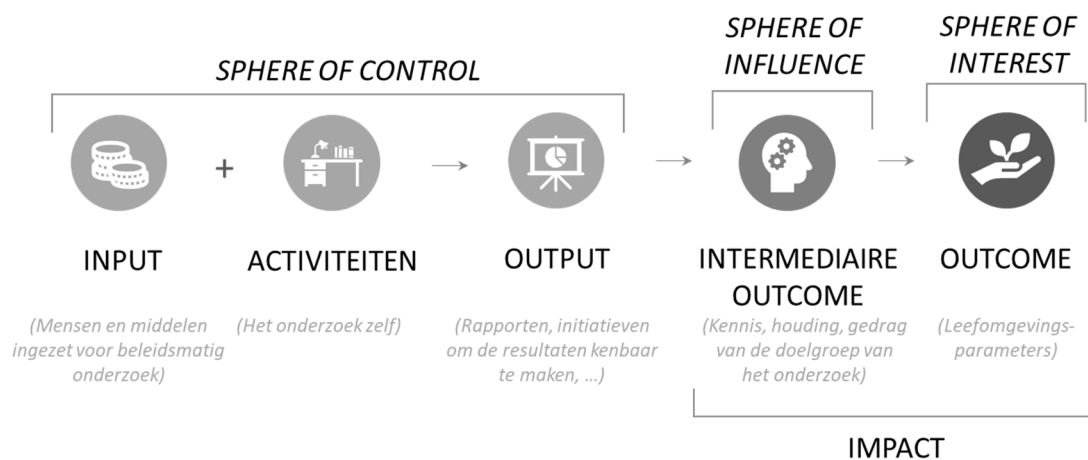 SPHERE OF CONTROL
SPHERE OF
INFLUENCE
SPHERE OF
INTEREST
+
INPUT
(Mensen en middelen
ingezet voor beleidsmatig
onderzoek)
ACTIVITEITEN
(Het onderzoek zelf)
OUTPUT
(Rapporten, initiatieven
om de resultaten kenbaar
te maken, ...)
INTERMEDIAIRE
OUTCOME
(Kennis, houding, gedrag
van de doelgroep van
het onderzoek)
OUTCOME
(Leefomgevings-
parameters)
IMPACT